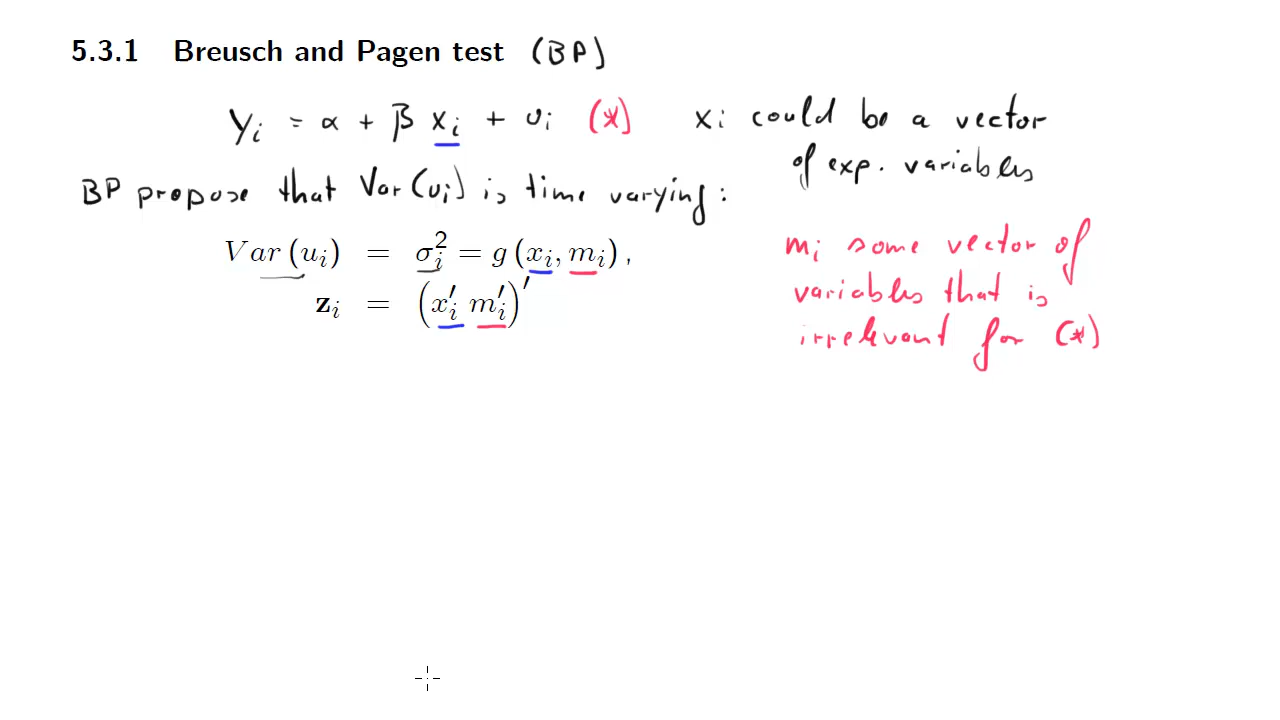 5.3.1 Breusch and Pagen test (BP)
yᵢ = α + β xᵢ + υᵢ (*) xᵢ could be a vector
of exp. variables
BP propose that Var(υᵢ) is time varying:
Var (uᵢ) = σᵢ² = g (xᵢ, mᵢ),
mᵢ some vector of
variables that is
zᵢ = (xᵢ′ mᵢ′)′
irrelevant for (*)